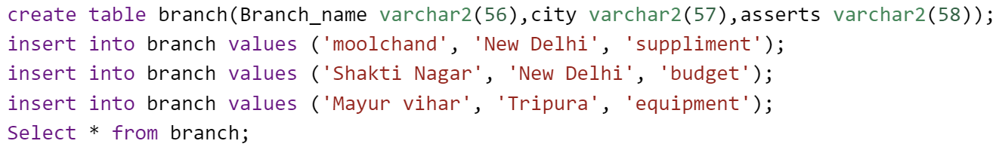 create table branch(Branch_name varchar2(56),city varchar2(57),asserts varchar2(58));
insert into branch values ('moolchand', 'New Delhi', 'suppliment');
insert into branch values ('Shakti Nagar', 'New Delhi', 'budget');
insert into branch values ('Mayur vihar', 'Tripura', 'equipment');
Select * from branch;